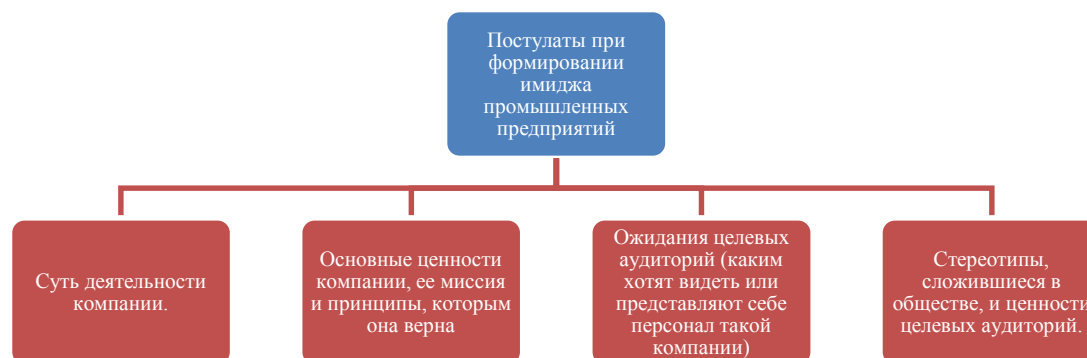 Постулаты при
формировании
имиджа
промышленных
предприятий
Суть деятельности
компании.
Основные ценности
компании, ее миссия
и принципы, которым
она верна
Ожидания целевых
аудиторий (каким
хотят видеть или
представляют себе
персонал такой
компании)
Стереотипы,
сложившиеся в
обществе, и ценности
целевых аудиторий.